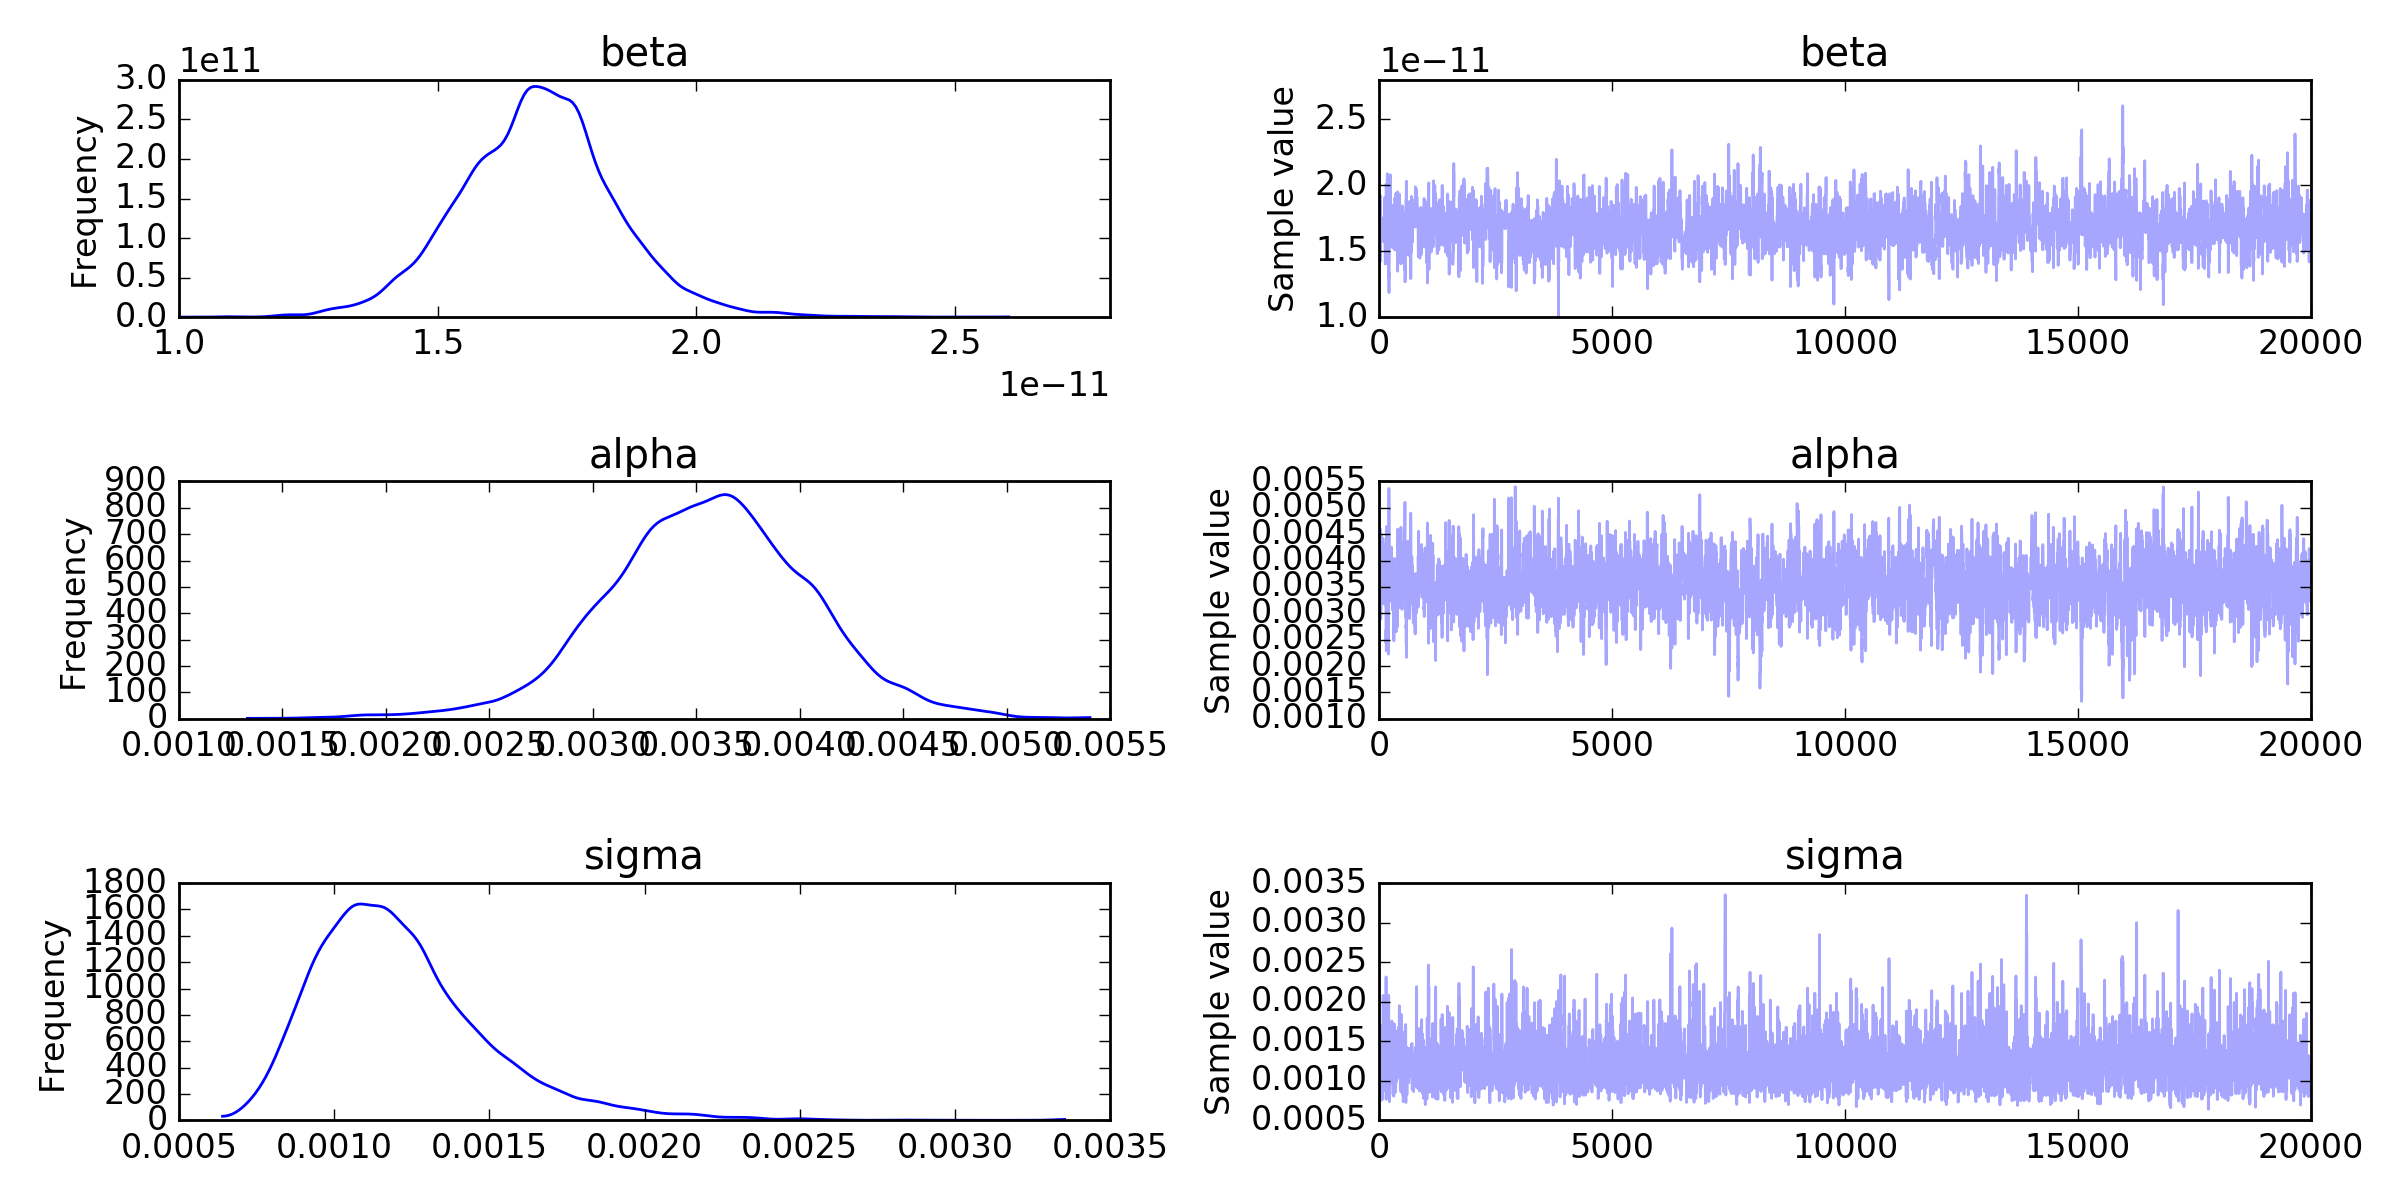 beta
1e11
3.0
2.5
2.0
1.5
1.0
0.5
0.0
Frequency
1.0 1.5 2.0 2.5
1e−11
beta
1e−11
2.5
2.0
1.5
1.0
Sample value
0 5000 10000 15000 20000
alpha
900
800
700
600
500
400
300
200
100
0
Frequency
0.0010 0.0015 0.0020 0.0025 0.0030 0.0035 0.0040 0.0045 0.0050 0.0055
alpha
0.0055
0.0050
0.0045
0.0040
0.0035
0.0030
0.0025
0.0020
0.0015
0.0010
Sample value
0 5000 10000 15000 20000
sigma
1800
1600
1400
1200
1000
800
600
400
200
0
Frequency
0.0005 0.0010 0.0015 0.0020 0.0025 0.0030 0.0035
sigma
0.0035
0.0030
0.0025
0.0020
0.0015
0.0010
0.0005
Sample value
0 5000 10000 15000 20000